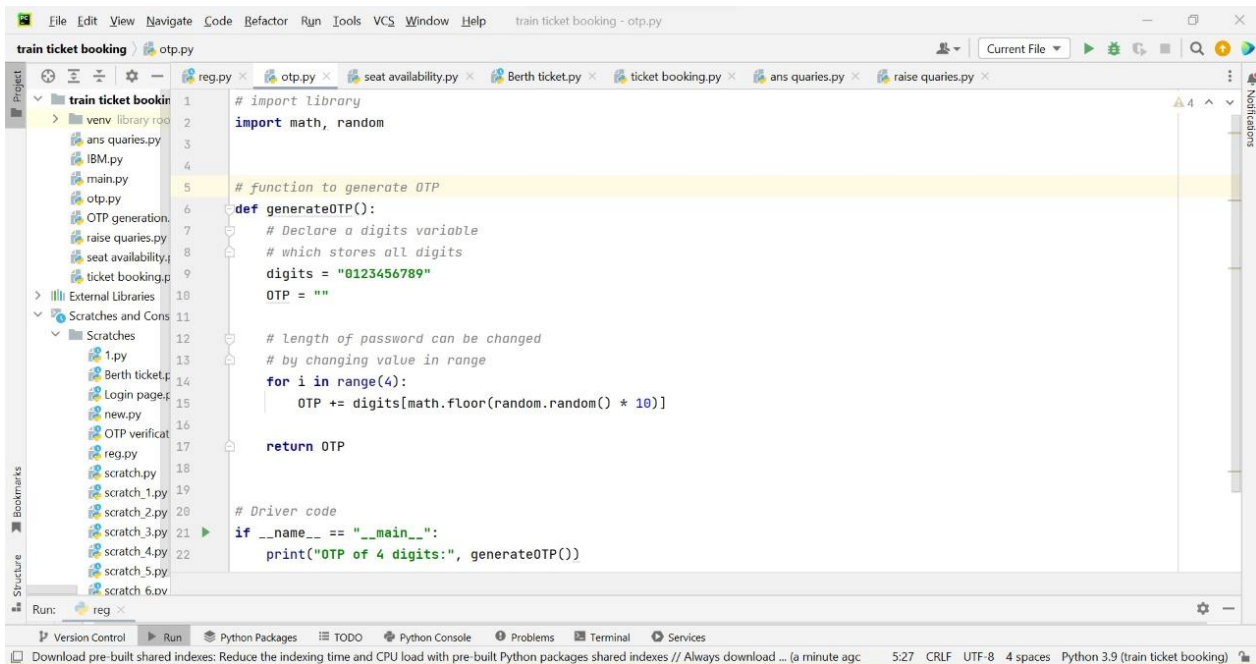 File Edit View Navigate Code Refactor Run Tools VCS Window Help train ticket booking - otp.py
train ticket booking otp.py Current File
Project reg.py otp.py seat availability.py Berth ticket.py ticket booking.py ans quaries.py raise quaries.py
Notifications
train ticket bookin
venv library roo
ans quaries.py
IBM.py
main.py
otp.py
OTP generation.
raise quaries.py
seat availability.p
ticket booking.p
External Libraries
Scratches and Cons
Scratches
1.py
Berth ticket.p
Login page.p
new.py
OTP verificat
reg.py
scratch.py
scratch_1.py
scratch_2.py
scratch_3.py
scratch_4.py
scratch_5.py
scratch_6.py
Bookmarks
Structure
4
1 # import library
2 import math, random
3
4
5 # function to generate OTP
6 def generateOTP():
7 # Declare a digits variable
8 # which stores all digits
9 digits = "0123456789"
10 OTP = ""
11
12 # length of password can be changed
13 # by changing value in range
14 for i in range(4):
15 OTP += digits[math.floor(random.random() * 10)]
16
17 return OTP
18
19
20 # Driver code
21 if __name__ == "__main__":
22 print("OTP of 4 digits:", generateOTP())
Run: reg
Version Control Run Python Packages TODO Python Console Problems Terminal Services
Download pre-built shared indexes: Reduce the indexing time and CPU load with pre-built Python packages shared indexes // Always download ... (a minute agc 5:27 CRLF UTF-8 4 spaces Python 3.9 (train ticket booking)